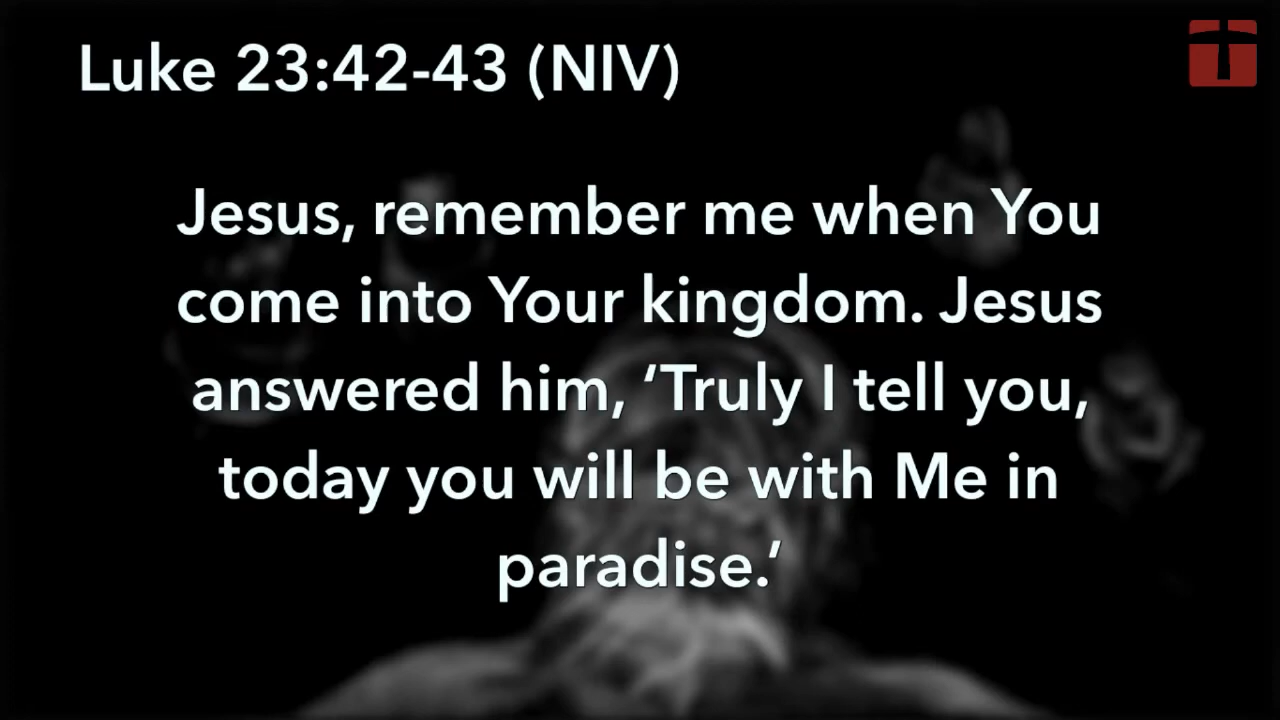 Luke 23:42-43 (NIV)
Jesus, remember me when You
come into Your kingdom. Jesus
answered him, ‘Truly I tell you,
today you will be with Me in
paradise.’